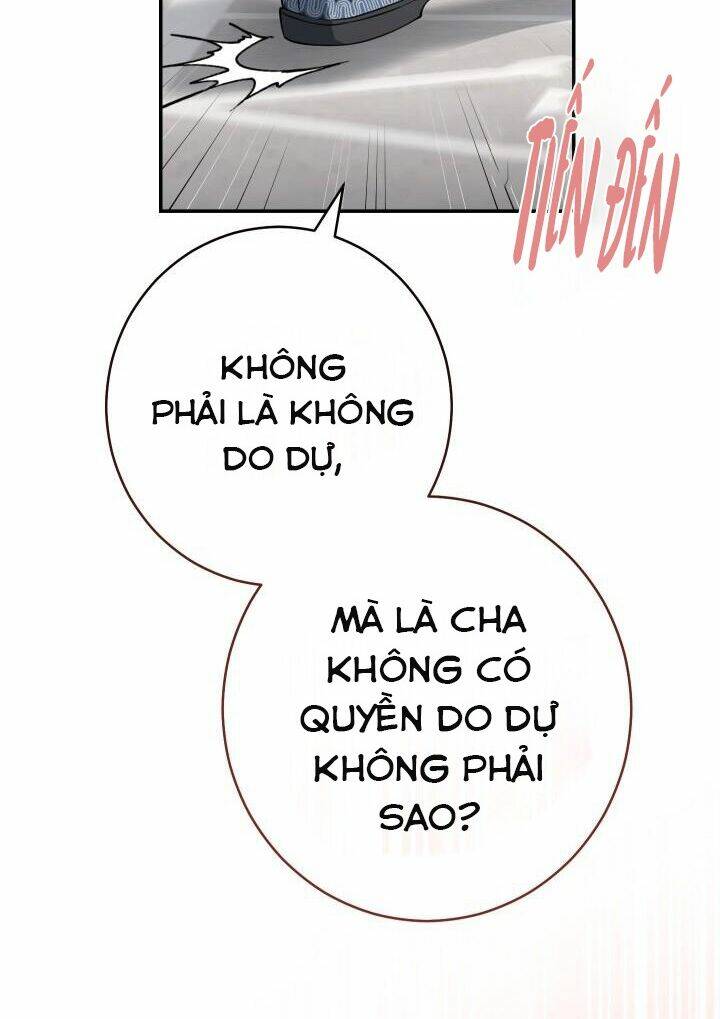 TIẾN ĐẾN
KHÔNG
PHẢI LÀ KHÔNG
DO DỰ,
MÀ LÀ CHA
KHÔNG CÓ
QUYỀN DO DỰ
KHÔNG PHẢI
SAO?